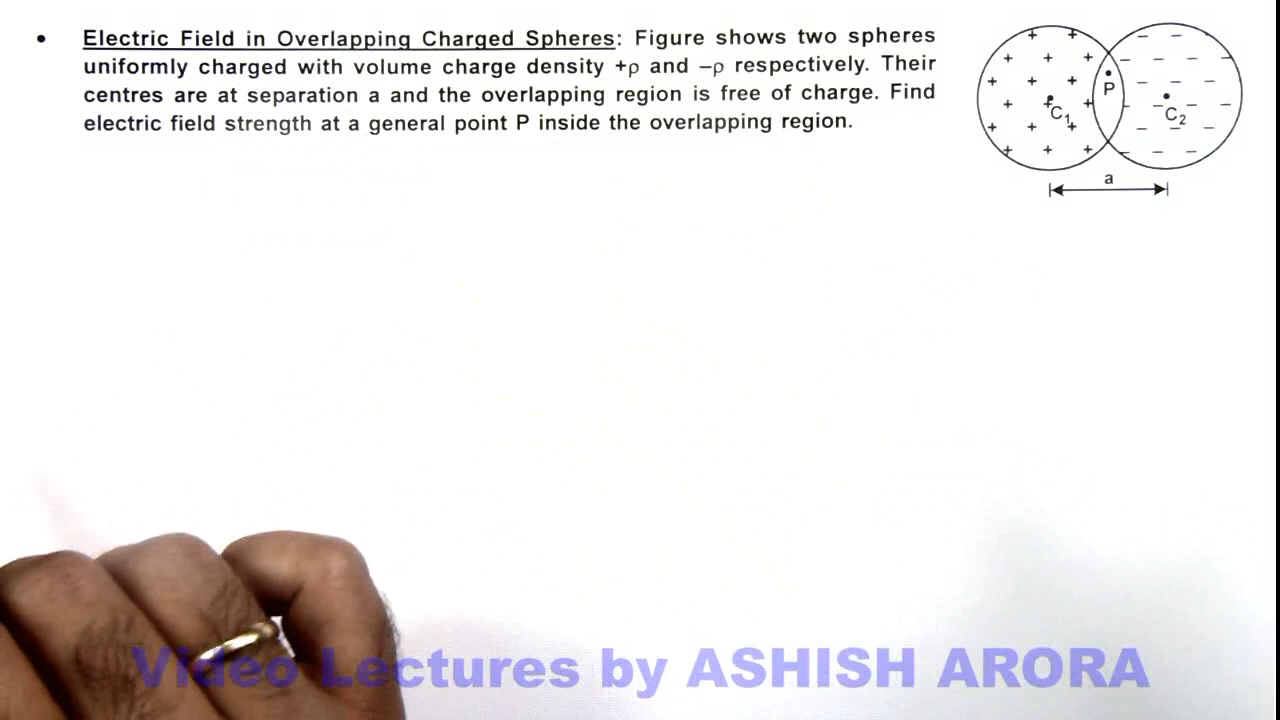 • Electric Field in Overlapping Charged Spheres: Figure shows two spheres
uniformly charged with volume charge density +ρ and –ρ respectively. Their
centres are at separation a and the overlapping region is free of charge. Find
electric field strength at a general point P inside the overlapping region.
P
C1
C2
a
Video Lectures by ASHISH ARORA